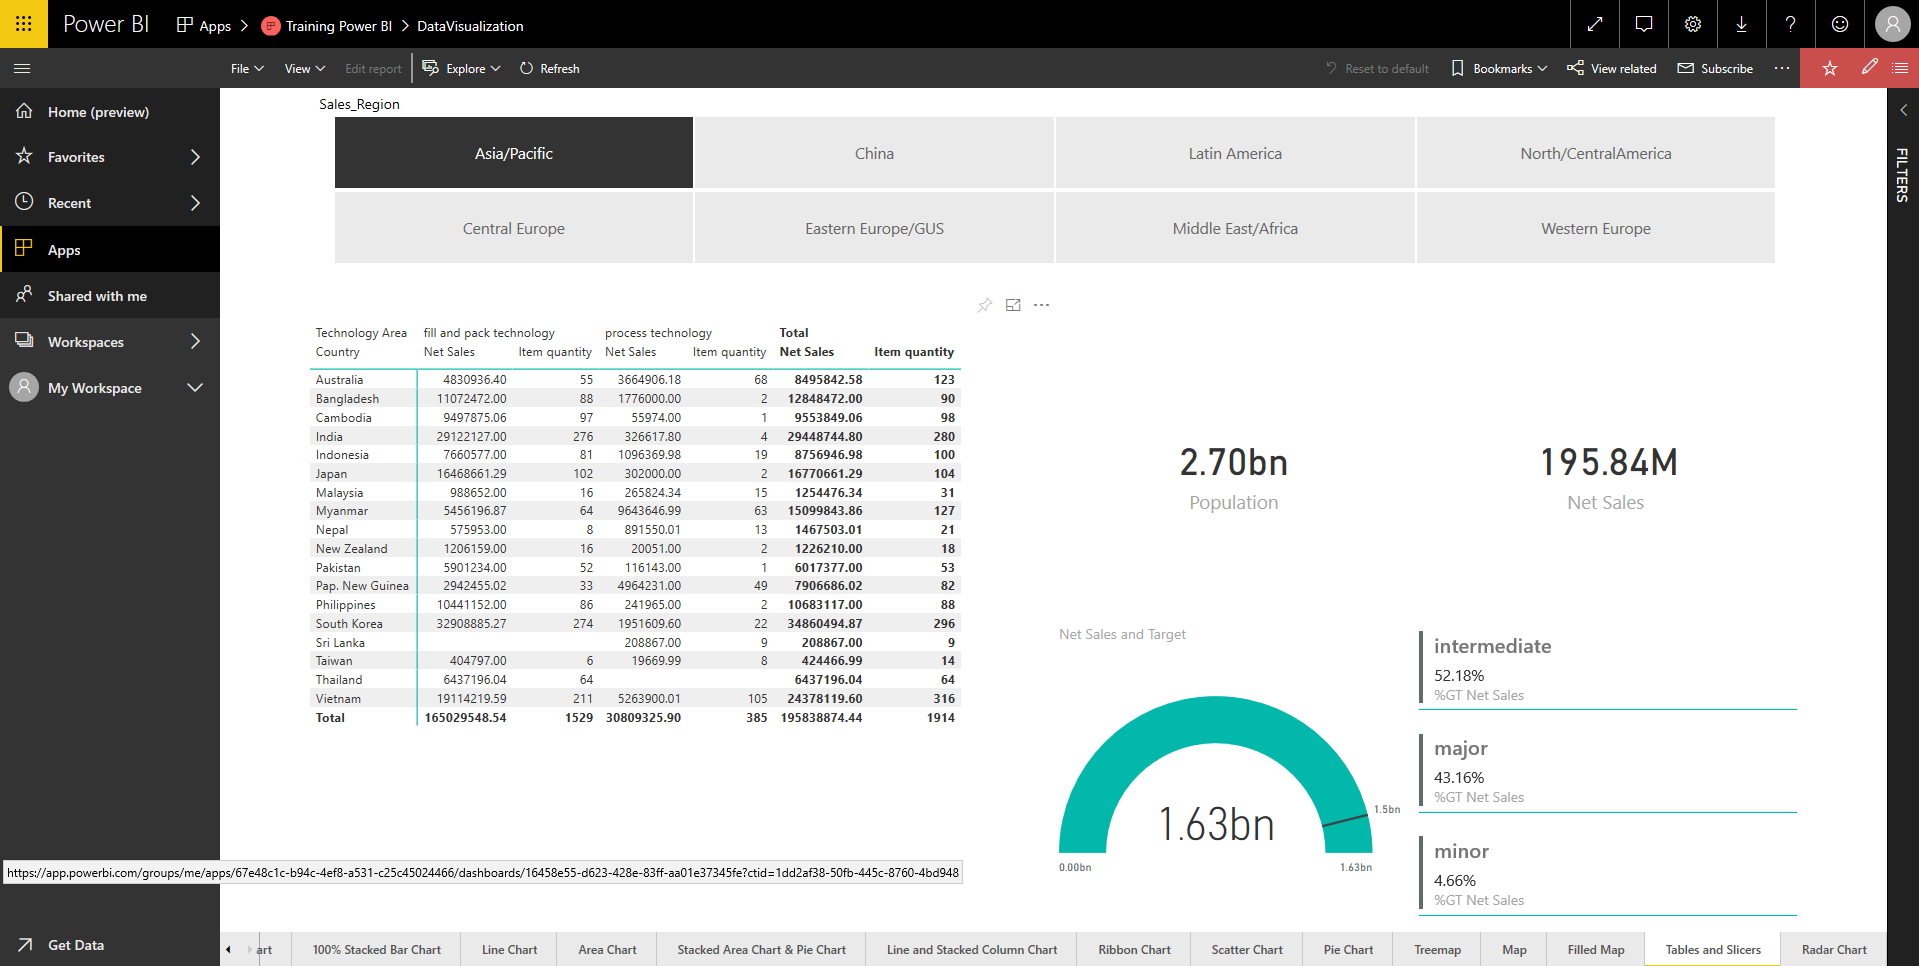 Power BI Apps Training Power BI DataVisualization ?
File View Edit report Explore Refresh Reset to default Bookmarks View related Subscribe
Home (preview)
Favorites
Recent
Apps
Shared with me
Workspaces
My Workspace
Get Data
FILTERS
Sales_Region
Asia/Pacific China Latin America North/CentralAmerica
Central Europe Eastern Europe/GUS Middle East/Africa Western Europe
Technology Area fill and pack technology process technology Total
Country Net Sales Item quantity Net Sales Item quantity Net Sales Item quantity
Australia 4830936.40 55 3664906.18 68 8495842.58 123
Bangladesh 11072472.00 88 1776000.00 2 12848472.00 90
Cambodia 9497875.06 97 55974.00 1 9553849.06 98
India 29122127.00 276 326617.80 4 29448744.80 280
Indonesia 7660577.00 81 1096369.98 19 8756946.98 100
Japan 16468661.29 102 302000.00 2 16770661.29 104
Malaysia 988652.00 16 265824.34 15 1254476.34 31
Myanmar 5456196.87 64 9643646.99 63 15099843.86 127
Nepal 575953.00 8 891550.01 13 1467503.01 21
New Zealand 1206159.00 16 20051.00 2 1226210.00 18
Pakistan 5901234.00 52 116143.00 1 6017377.00 53
Pap. New Guinea 2942455.02 33 4964231.00 49 7906686.02 82
Philippines 10441152.00 86 241965.00 2 10683117.00 88
South Korea 32908885.27 274 1951609.60 22 34860494.87 296
Sri Lanka 208867.00 9 208867.00 9
Taiwan 404797.00 6 19669.99 8 424466.99 14
Thailand 6437196.04 64 6437196.04 64
Vietnam 19114219.59 211 5263900.01 105 24378119.60 316
Total 165029548.54 1529 30809325.90 385 195838874.44 1914
2.70bn
Population
195.84M
Net Sales
Net Sales and Target
1.5bn
1.63bn
0.00bn 1.63bn
intermediate
52.18%
%GT Net Sales
major
43.16%
%GT Net Sales
minor
4.66%
%GT Net Sales
https://app.powerbi.com/groups/me/apps/67e48c1c-b94c-4ef8-a531-c25c45024466/dashboards/16458e55-d623-428e-83ff-aa01e37345fe?ctid=1dd2af38-50fb-445c-8760-4bd948
art 100% Stacked Bar Chart Line Chart Area Chart Stacked Area Chart & Pie Chart Line and Stacked Column Chart Ribbon Chart Scatter Chart Pie Chart Treemap Map Filled Map Tables and Slicers Radar Chart